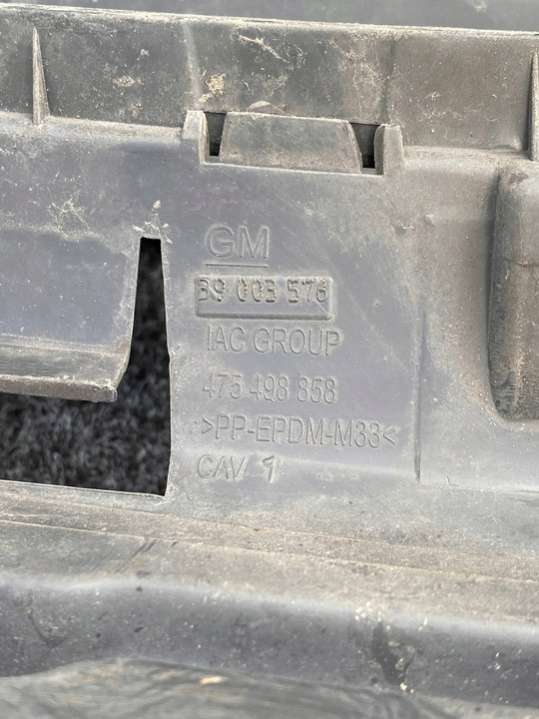 GM
39 003 576
IAC GROUP
475 498 858
>PP-EPDM-M33<
CAV 1